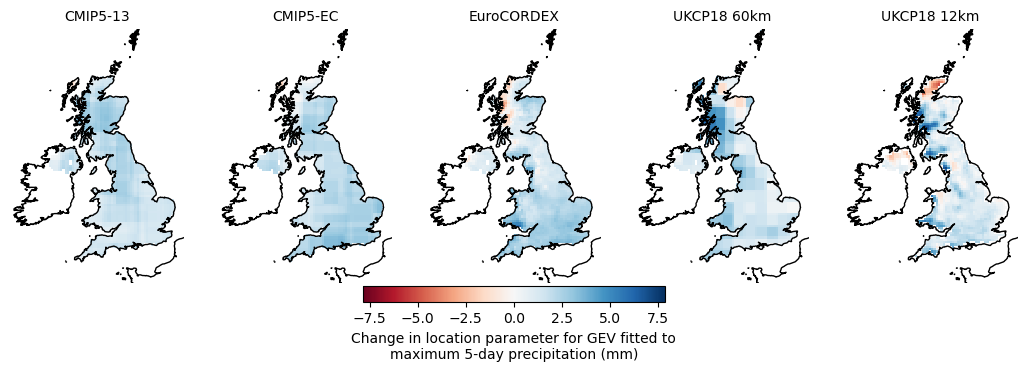 CMIP5-13 CMIP5-EC EuroCORDEX UKCP18 60km UKCP18 12km
−7.5 −5.0 −2.5 0.0 2.5 5.0 7.5
Change in location parameter for GEV fitted to
maximum 5-day precipitation (mm)